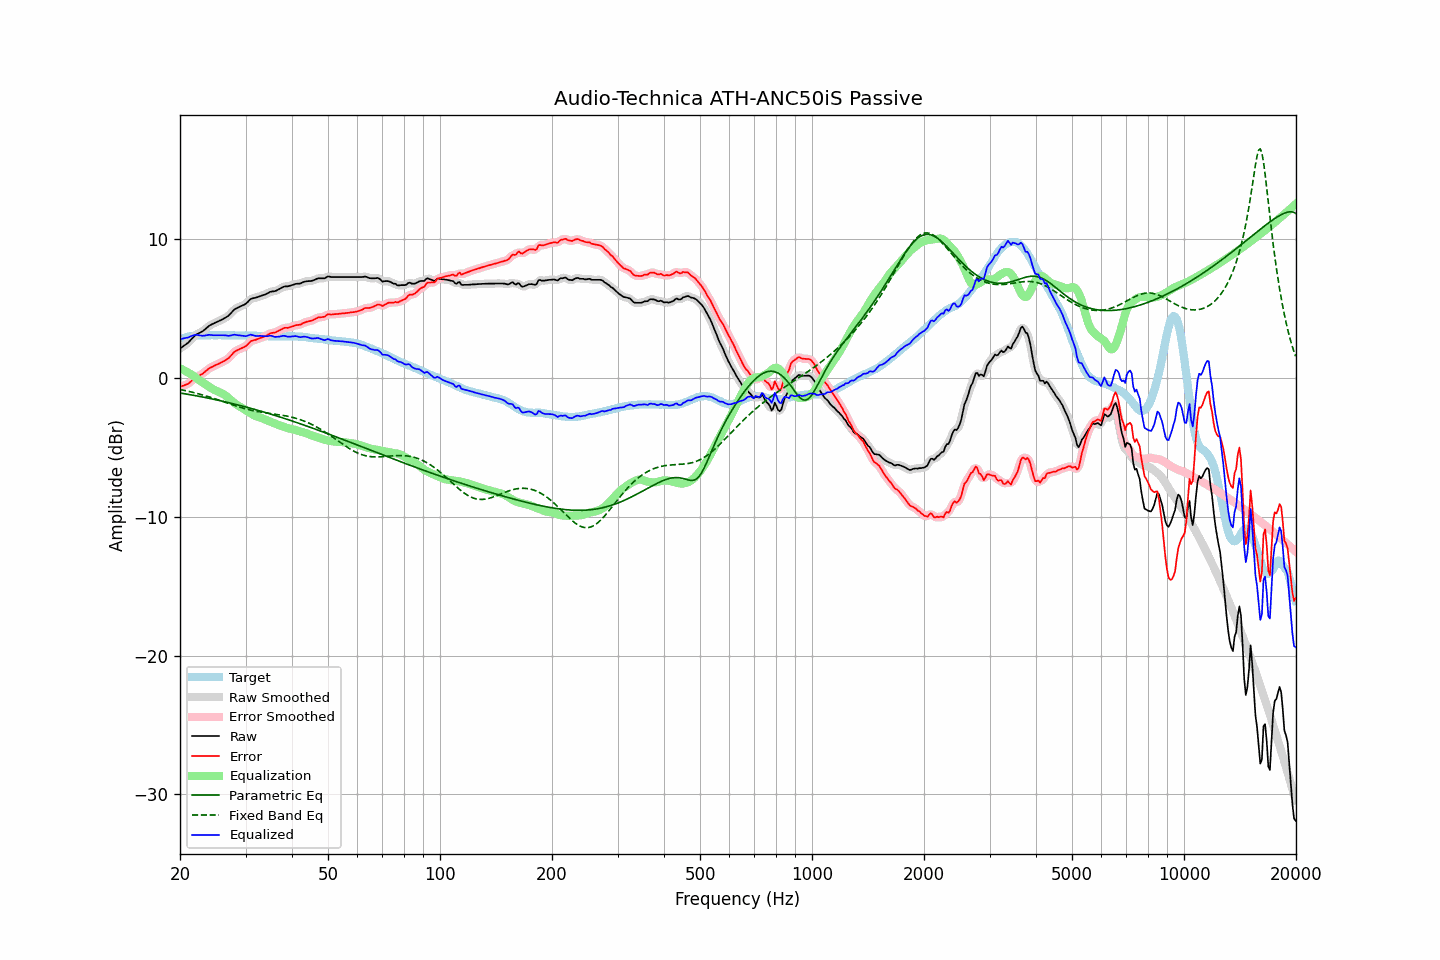 Audio-Technica ATH-ANC50iS Passive
Amplitude (dBr)
10
0
−10
−20
−30
Target
Raw Smoothed
Error Smoothed
Raw
Error
Equalization
Parametric Eq
Fixed Band Eq
Equalized
20 50 100 200 500 1000 2000 5000 10000 20000
Frequency (Hz)